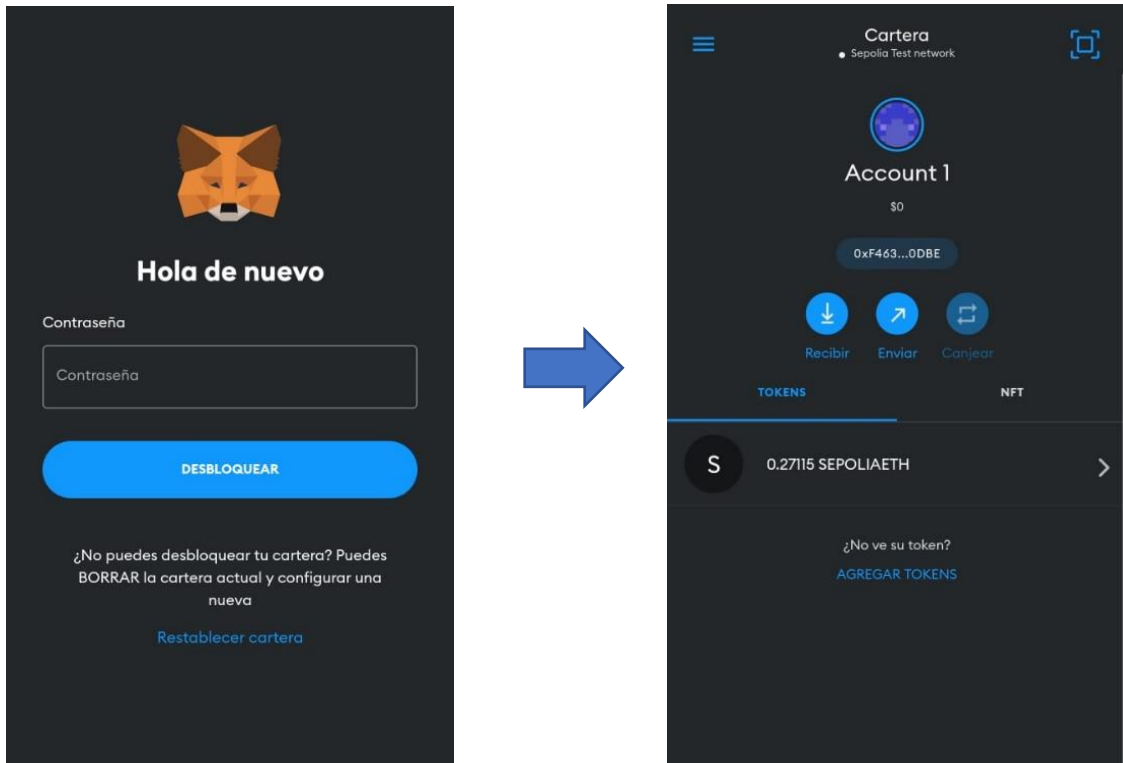 Hola de nuevo
Contraseña
Contraseña
DESBLOQUEAR
¿No puedes desbloquear tu cartera? Puedes
BORRAR la cartera actual y configurar una
nueva
Restablecer cartera
Cartera
Sepolia Test network
Account 1
$0
0xF463...0DBE
Recibir Enviar Canjear
TOKENS NFT
S 0.27115 SEPOLIAETH
¿No ve su token?
AGREGAR TOKENS